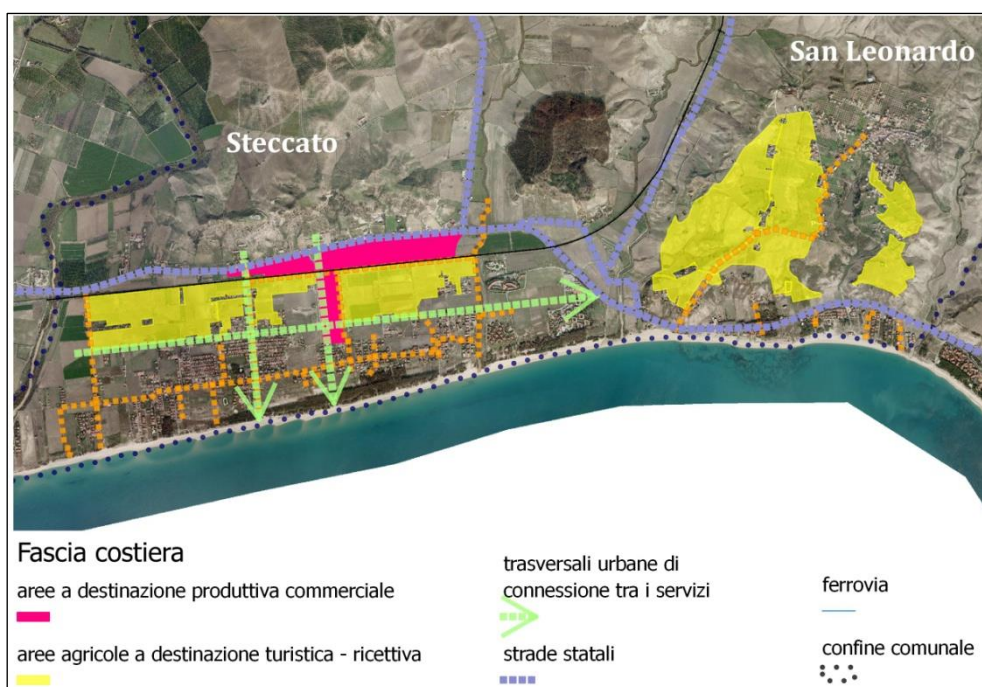 San Leonardo
Steccato
Fascia costiera
aree a destinazione produttiva commerciale
aree agricole a destinazione turistica - ricettiva
trasversali urbane di
connessione tra i servizi
strade statali
ferrovia
confine comunale